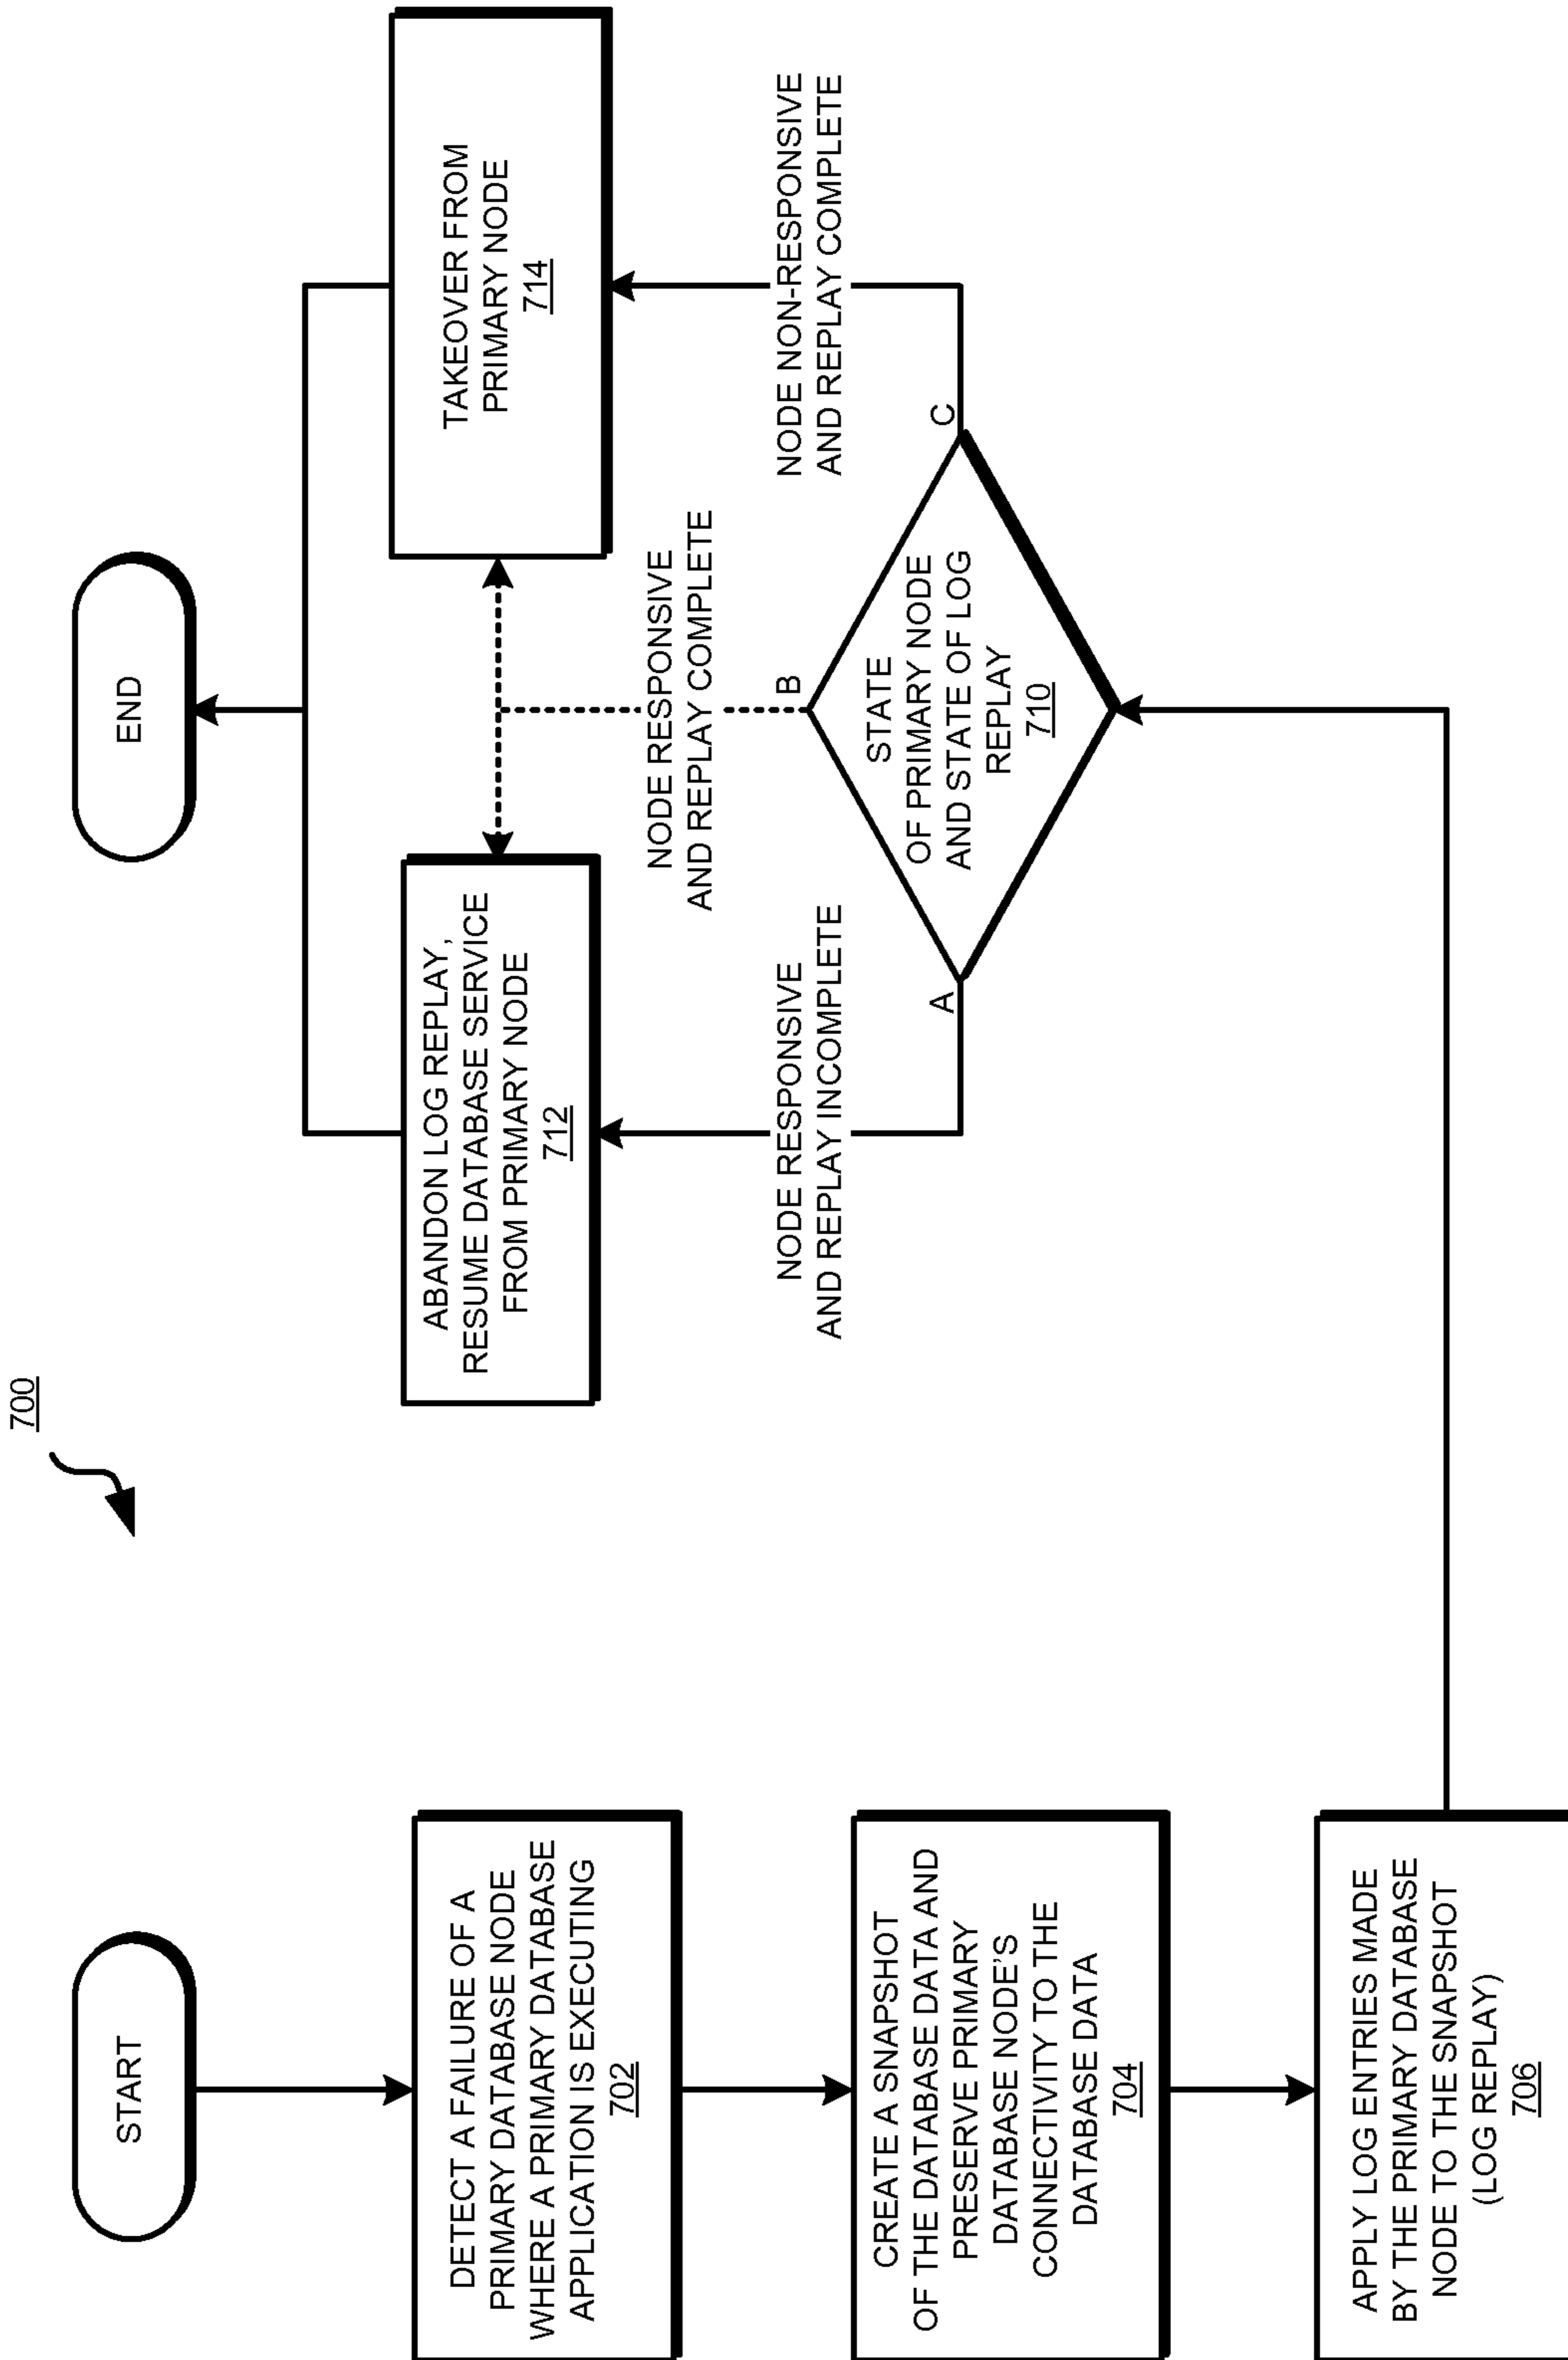 700
START
DETECT A FAILURE OF A
PRIMARY DATABASE NODE
WHERE A PRIMARY DATABASE
APPLICATION IS EXECUTING
702
CREATE A SNAPSHOT
OF THE DATABASE DATA AND
PRESERVE PRIMARY
DATABASE NODE'S
CONNECTIVITY TO THE
DATABASE DATA
704
APPLY LOG ENTRIES MADE
BY THE PRIMARY DATABASE
NODE TO THE SNAPSHOT
(LOG REPLAY)
706
STATE
OF PRIMARY NODE
AND STATE OF LOG
REPLAY
710
A
NODE RESPONSIVE
AND REPLAY INCOMPLETE
B
NODE RESPONSIVE
AND REPLAY COMPLETE
C
NODE NON-RESPONSIVE
AND REPLAY COMPLETE
ABANDON LOG REPLAY,
RESUME DATABASE SERVICE
FROM PRIMARY NODE
712
TAKEOVER FROM
PRIMARY NODE
714
END